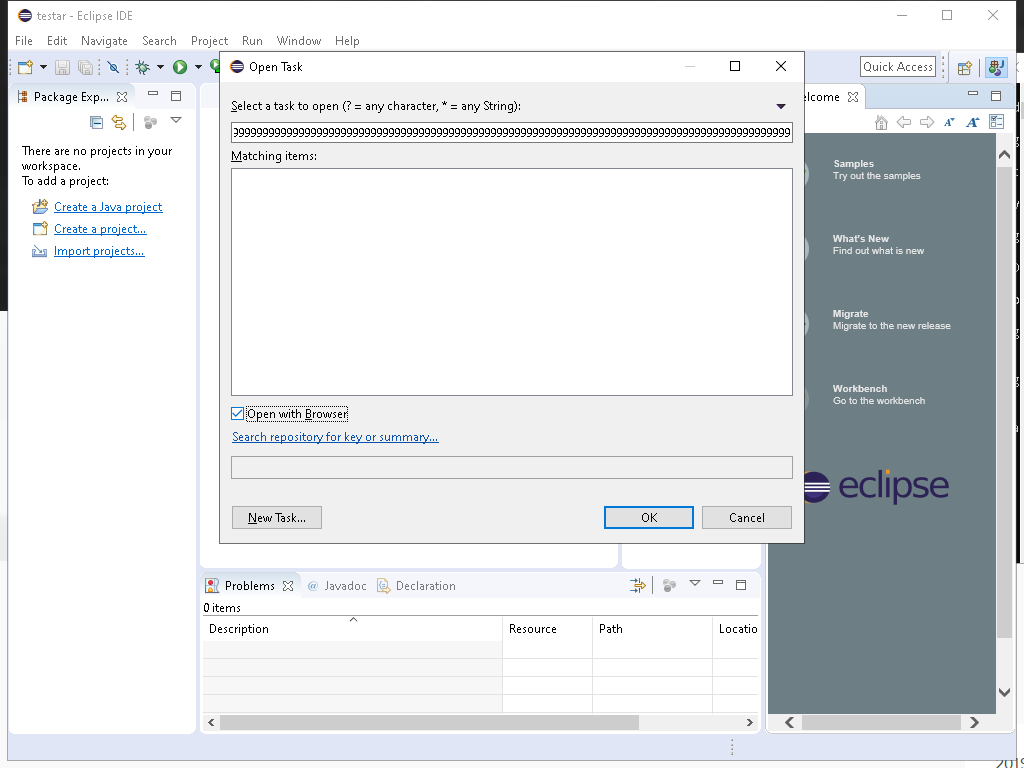 testar - Eclipse IDE
File Edit Navigate Search Project Run Window Help
Quick Access
Package Exp...
There are no projects in your
workspace.
To add a project:
Create a Java project
Create a project...
Import projects...
Open Task
Select a task to open (? = any character, * = any String):
Matching items:
Open with Browser
Search repository for key or summary...
New Task...
OK
Cancel
elcome
Samples
Try out the samples
What's New
Find out what is new
Migrate
Migrate to the new release
Workbench
Go to the workbench
eclipse
Problems
@ Javadoc
Declaration
0 items
Description Resource Path Locatio